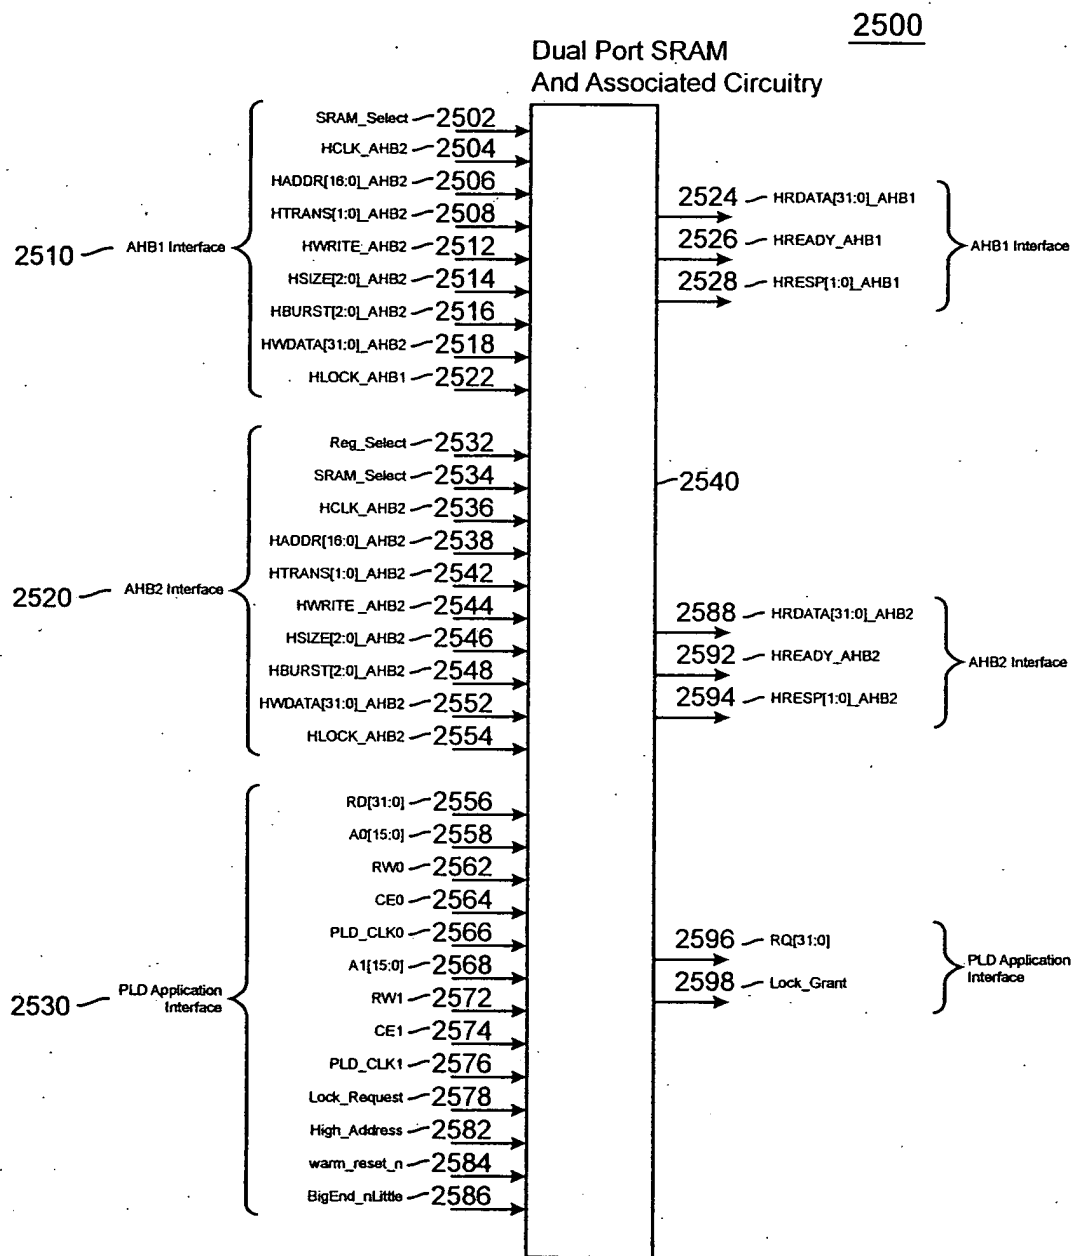 2500
Dual Port SRAM
And Associated Circuitry
SRAM_Select 2502
HCLK_AHB2 2504
HADDR[16:0]_AHB2 2506
HTRANS[1:0]_AHB2 2508
2510 AHB1 Interface
HWRITE_AHB2 2512
HSIZE[2:0]_AHB2 2514
HBURST[2:0]_AHB2 2516
HWDATA[31:0]_AHB2 2518
HLOCK_AHB1 2522
2524 HRDATA[31:0]_AHB1
2526 HREADY_AHB1
2528 HRESP[1:0]_AHB1
AHB1 Interface
Reg_Select 2532
SRAM_Select 2534
HCLK_AHB2 2536
HADDR[16:0]_AHB2 2538
HTRANS[1:0]_AHB2 2542
2520 AHB2 Interface
HWRITE _AHB2 2544
HSIZE[2:0]_AHB2 2546
HBURST[2:0]_AHB2 2548
HWDATA[31:0]_AHB2 2552
HLOCK_AHB2 2554
2540
2588 HRDATA[31:0]_AHB2
2592 HREADY_AHB2
2594 HRESP[1:0]_AHB2
AHB2 Interface
RD[31:0] 2556
A0[15:0] 2558
RW0 2562
CE0 2564
PLD_CLK0 2566
A1[15:0] 2568
2530 PLD Application
Interface
RW1 2572
CE1 2574
PLD_CLK1 2576
Lock_Request 2578
High_Address 2582
warm_reset_n 2584
BigEnd_nLittle 2586
2596 RQ[31:0]
2598 Lock_Grant
PLD Application
Interface